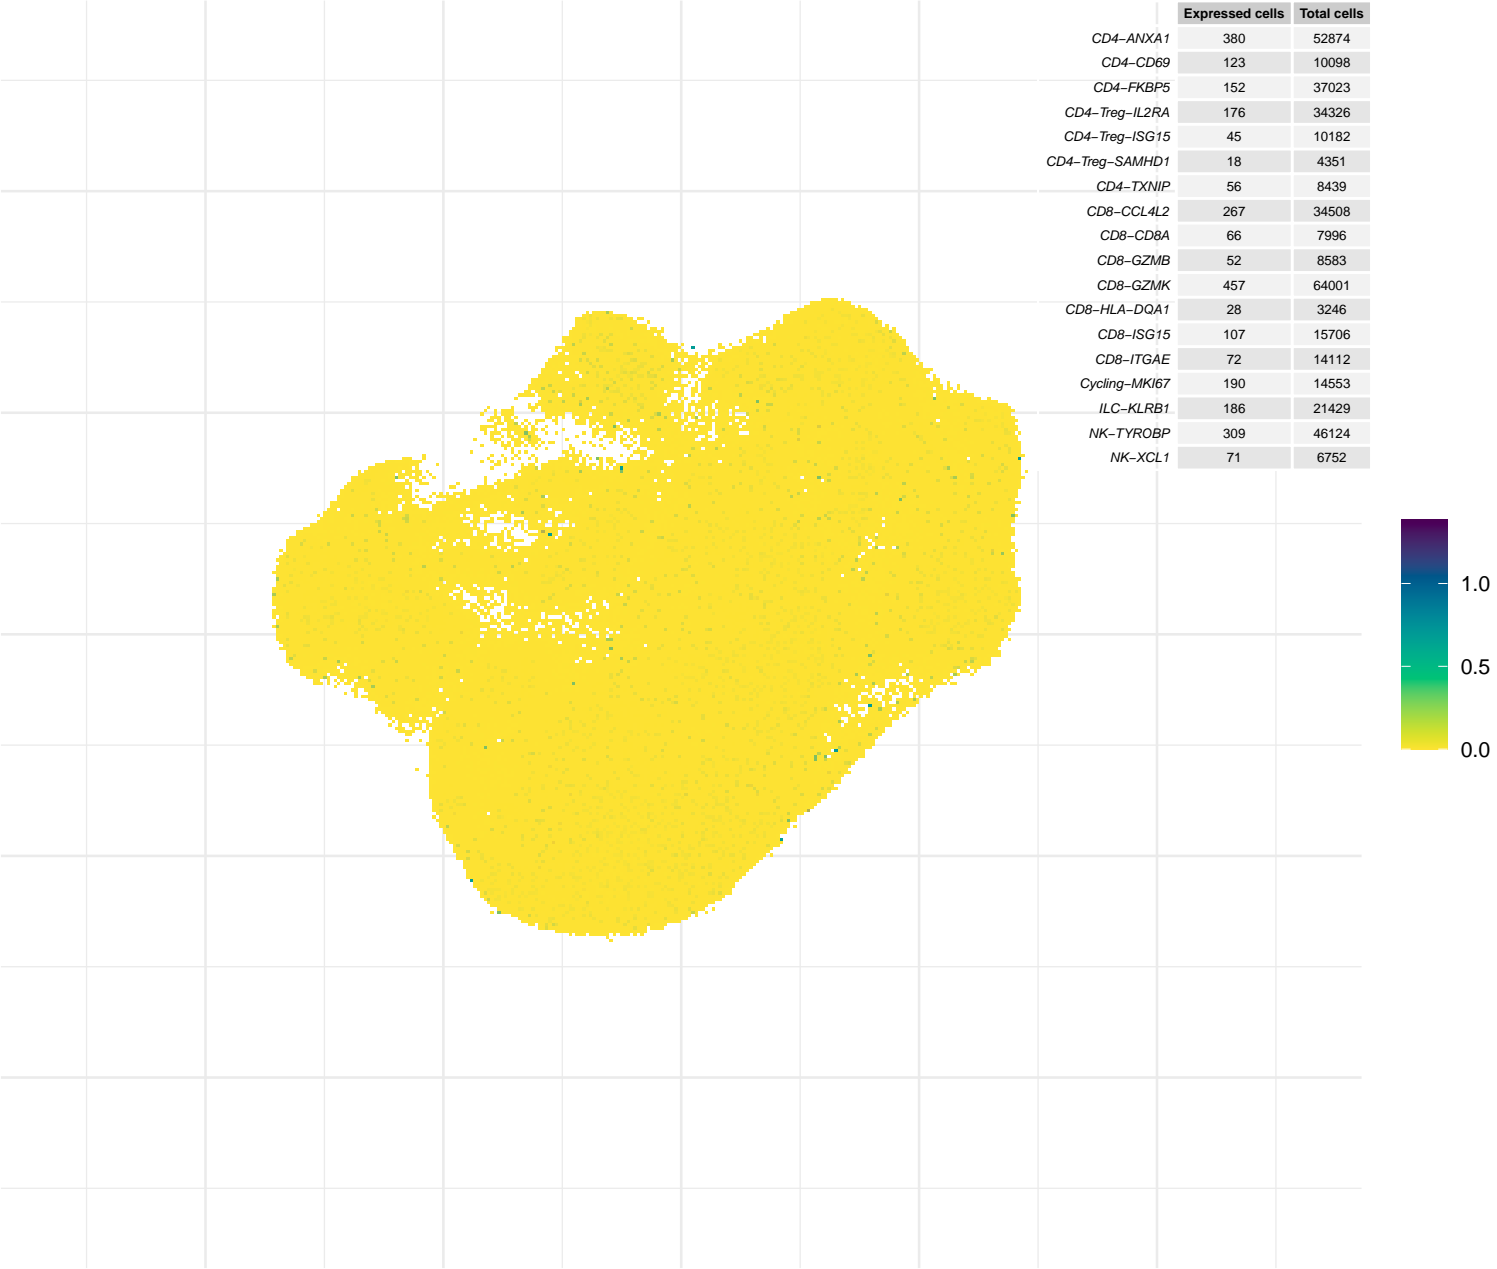 Expressed cells Total cells
CD4−ANXA1 380 52874
CD4−CD69 123 10098
CD4−FKBP5 152 37023
CD4−Treg−IL2RA 176 34326
CD4−Treg−ISG15 45 10182
CD4−Treg−SAMHD1 18 4351
CD4−TXNIP 56 8439
CD8−CCL4L2 267 34508
CD8−CD8A 66 7996
CD8−GZMB 52 8583
CD8−GZMK 457 64001
CD8−HLA−DQA1 28 3246
CD8−ISG15 107 15706
CD8−ITGAE 72 14112
Cycling−MKI67 190 14553
ILC−KLRB1 186 21429
NK−TYROBP 309 46124
NK−XCL1 71 6752
1.0
0.5
0.0